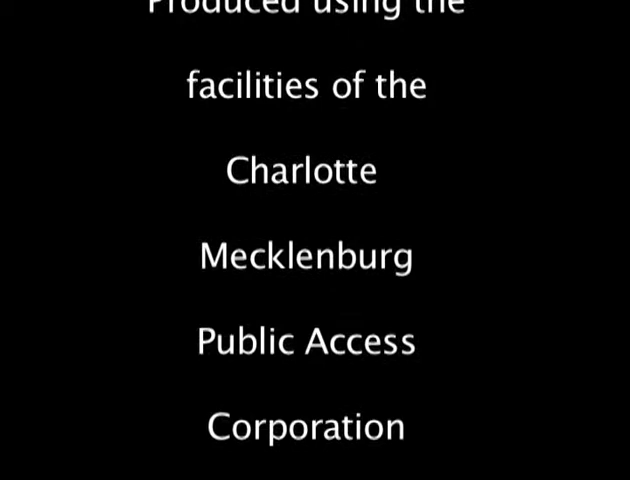 Produced using the
facilities of the
Charlotte
Mecklenburg
Public Access
Corporation